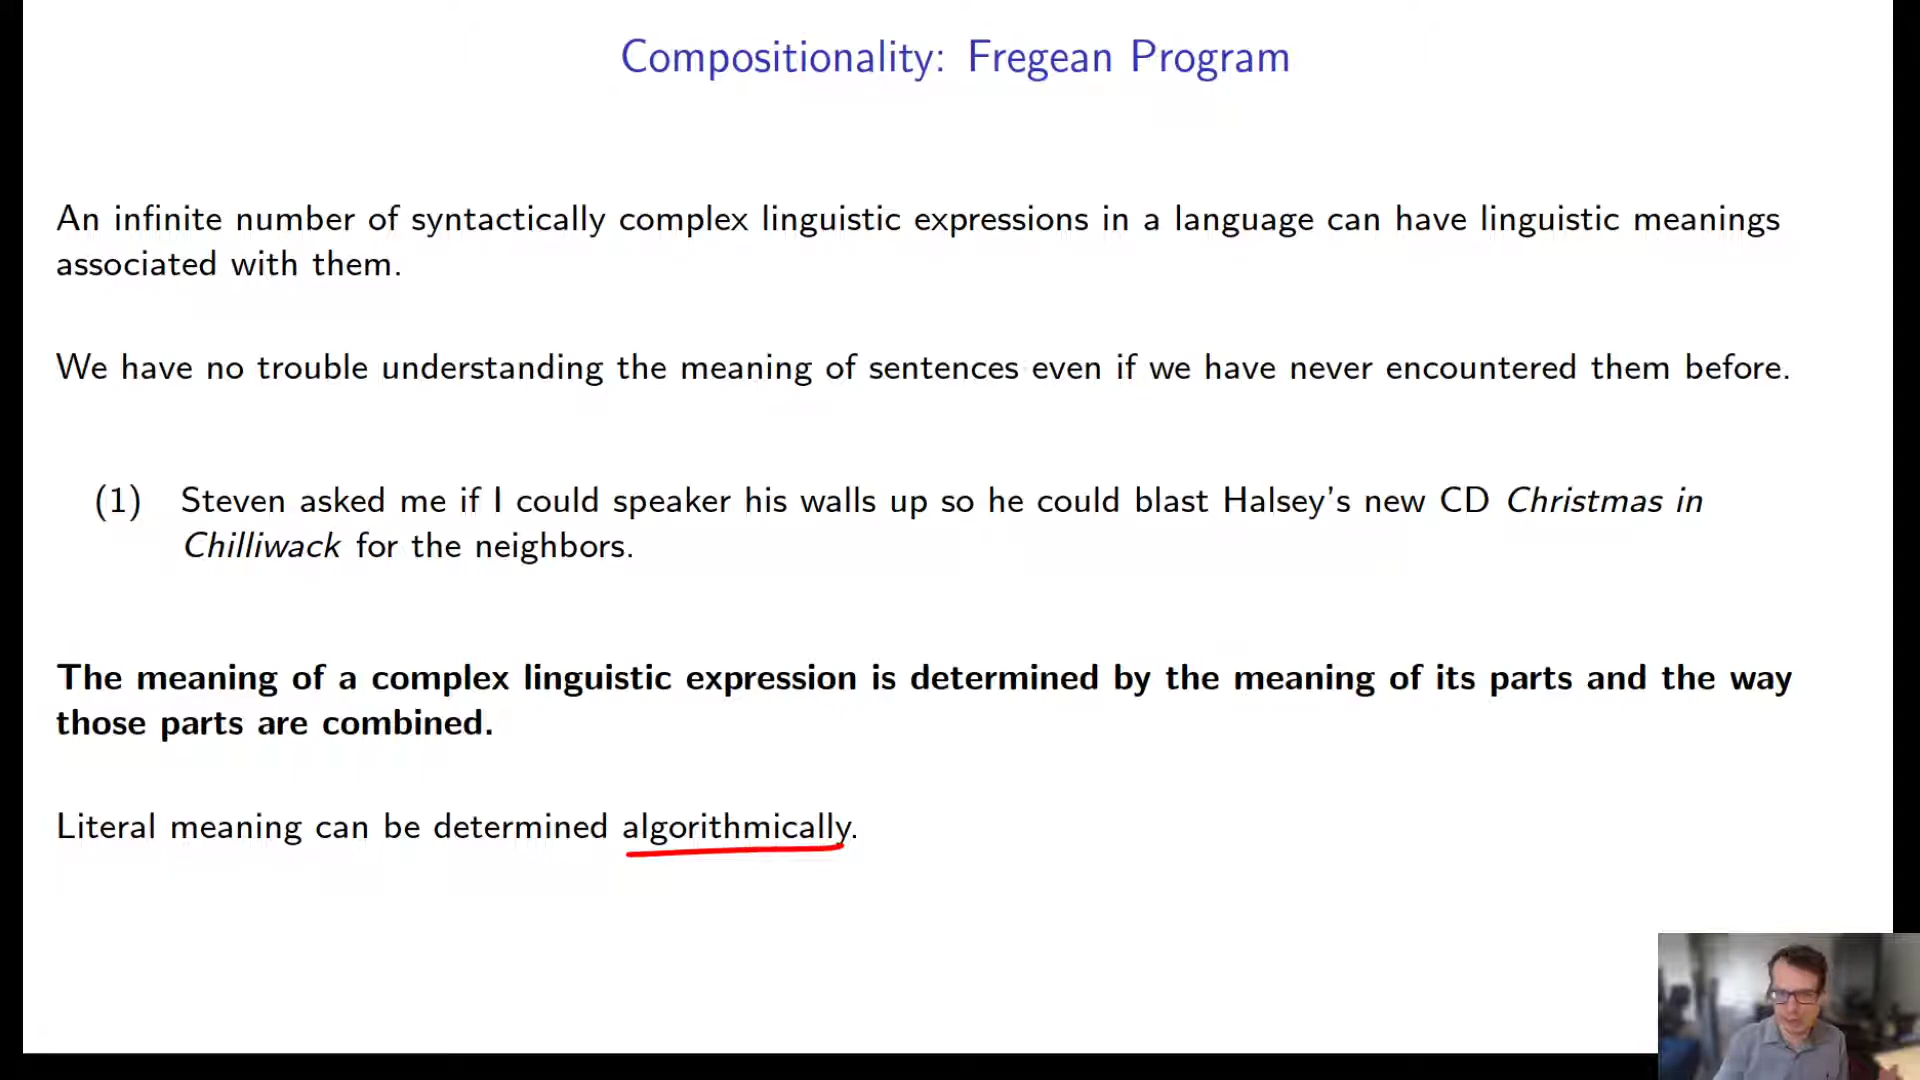 Compositionality: Fregean Program
An infinite number of syntactically complex linguistic expressions in a language can have linguistic meanings
associated with them.
We have no trouble understanding the meaning of sentences even if we have never encountered them before.
(1) Steven asked me if I could speaker his walls up so he could blast Halsey's new CD Christmas in
Chilliwack for the neighbors.
The meaning of a complex linguistic expression is determined by the meaning of its parts and the way
those parts are combined.
Literal meaning can be determined algorithmically.